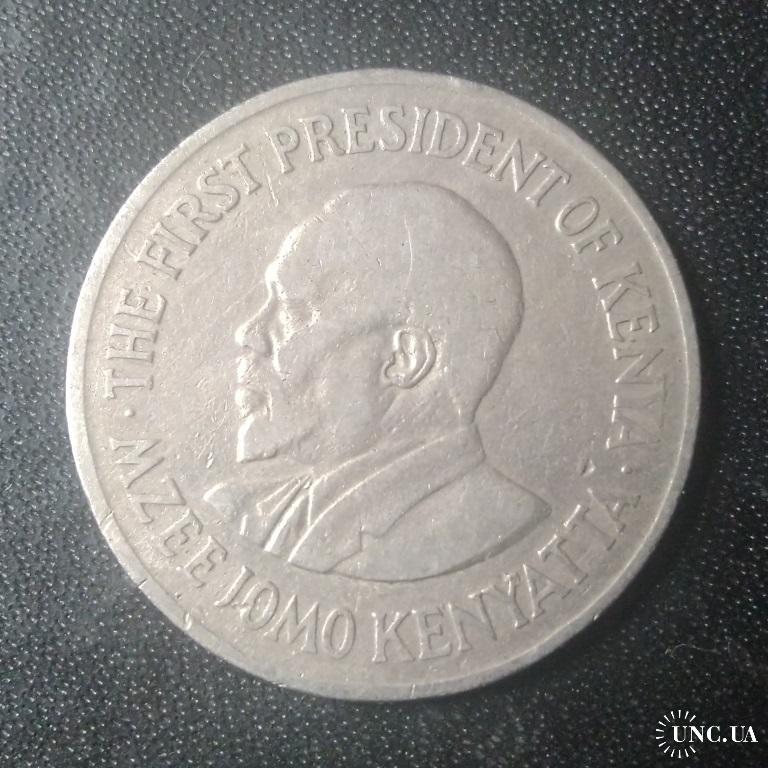 · THE FIRST PRESIDENT OF KENYA ·
MZEE JOMO KENYATTA
UNC.UA